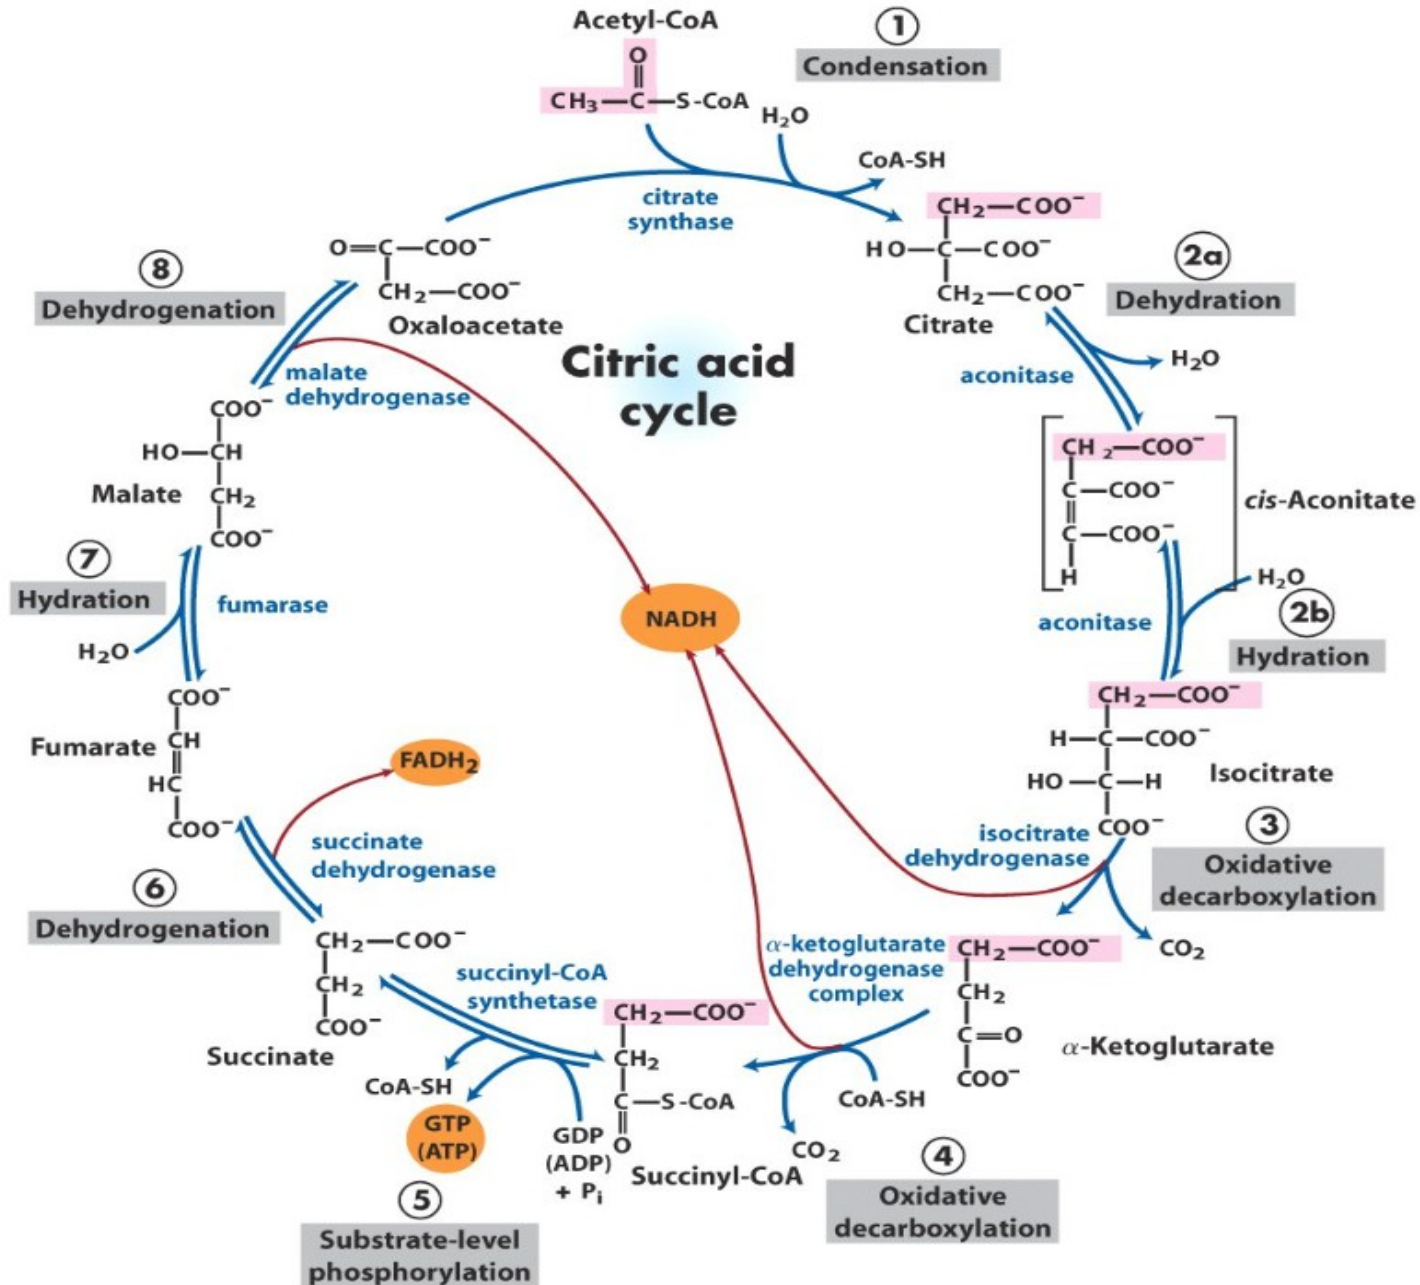 Acetyl-CoA
O
CH₃—C—S-CoA
① 
Condensation
H₂O
CoA-SH
citrate
synthase
CH₂—COO⁻
HO—C—COO⁻
CH₂—COO⁻
Citrate
2a
Dehydration
H₂O
aconitase
CH₂—COO⁻
C—COO⁻
C—COO⁻
H
cis-Aconitate
H₂O
aconitase
2b
Hydration
CH₂—COO⁻
H—C—COO⁻
HO—C—H
COO⁻
Isocitrate
isocitrate
dehydrogenase
③
Oxidative
decarboxylation
CO₂
CH₂—COO⁻
CH₂
C=O
COO⁻
α-Ketoglutarate
α-ketoglutarate
dehydrogenase
complex
CoA-SH
CO₂
④
Oxidative
decarboxylation
CH₂—COO⁻
CH₂
C—S-CoA
O
Succinyl-CoA
succinyl-CoA
synthetase
GDP
(ADP)
+ Pᵢ
GTP
(ATP)
CoA-SH
⑤
Substrate-level
phosphorylation
CH₂—COO⁻
CH₂
COO⁻
Succinate
⑥
Dehydrogenation
succinate
dehydrogenase
FADH₂
COO⁻
CH
HC
COO⁻
Fumarate
⑦
Hydration
H₂O
fumarase
COO⁻
HO—CH
CH₂
COO⁻
Malate
⑧
Dehydrogenation
malate
dehydrogenase
O=C—COO⁻
CH₂—COO⁻
Oxaloacetate
Citric acid
cycle
NADH